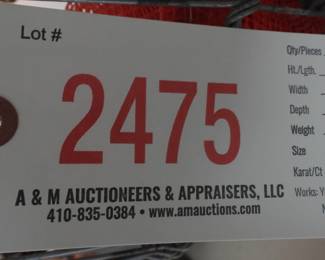 Lot #
Qty/Pieces
Ht./Lgth.
Width
2475
Depth
Weight
Size
Karat/Ct
A & M AUCTIONEERS & APPRAISERS, LLC
Works: Y
410-835-0384 • www.amauctions.com
N